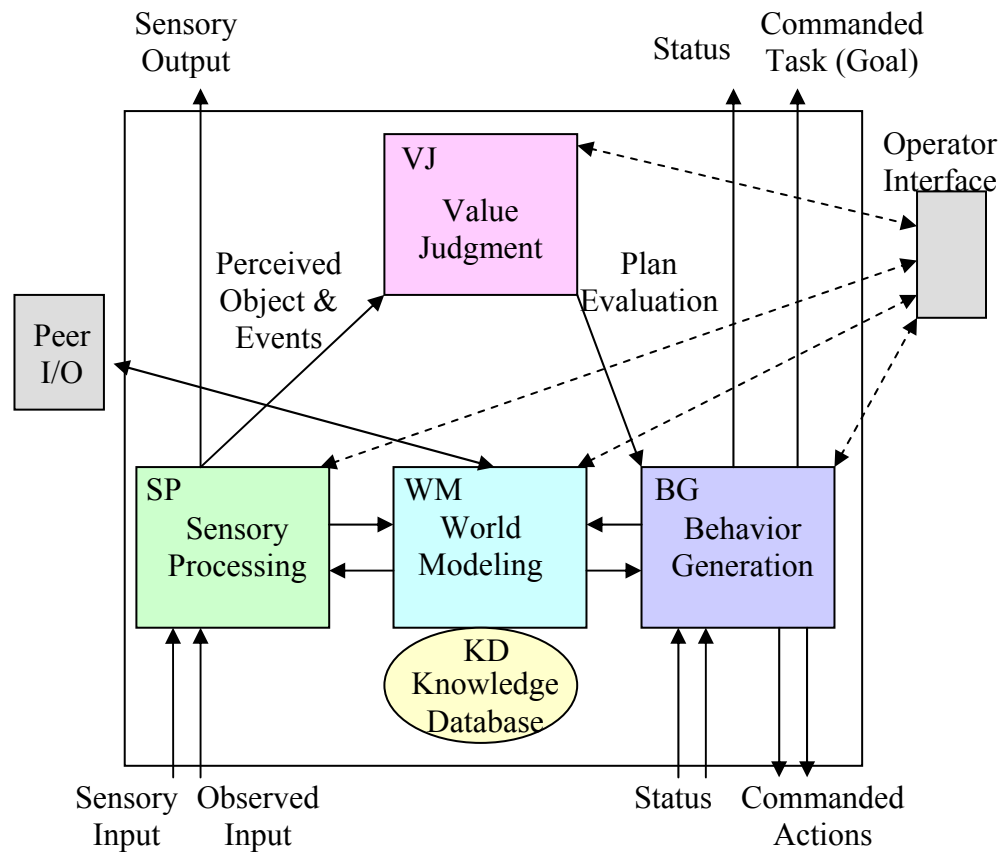 Sensory
Output
Status
Commanded
Task (Goal)
Operator
Interface
VJ
Value
Judgment
Perceived
Object &
Events
Plan
Evaluation
Peer
I/O
SP
Sensory
Processing
WM
World
Modeling
BG
Behavior
Generation
KD
Knowledge
Database
Sensory
Input
Observed
Input
Status
Commanded
Actions